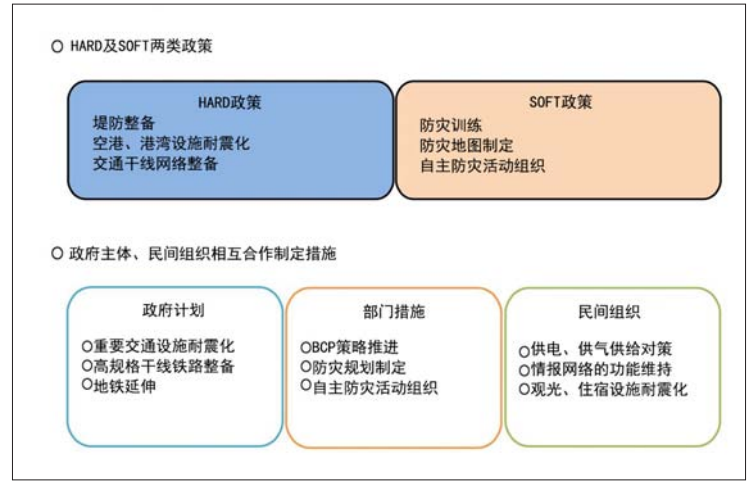 ○ HARD及SOFT两类政策
HARD政策
堤防整备
空港、港湾设施耐震化
交通干线网络整备
SOFT政策
防灾训练
防灾地图制定
自主防灾活动组织
○ 政府主体、民间组织相互合作制定措施
政府计划
○重要交通设施耐震化
○高规格干线铁路整备
○地铁延伸
部门措施
○BCP策略推进
○防灾规划制定
○自主防灾活动组织
民间组织
○供电、供气供给对策
○情报网络的功能维持
○观光、住宿设施耐震化